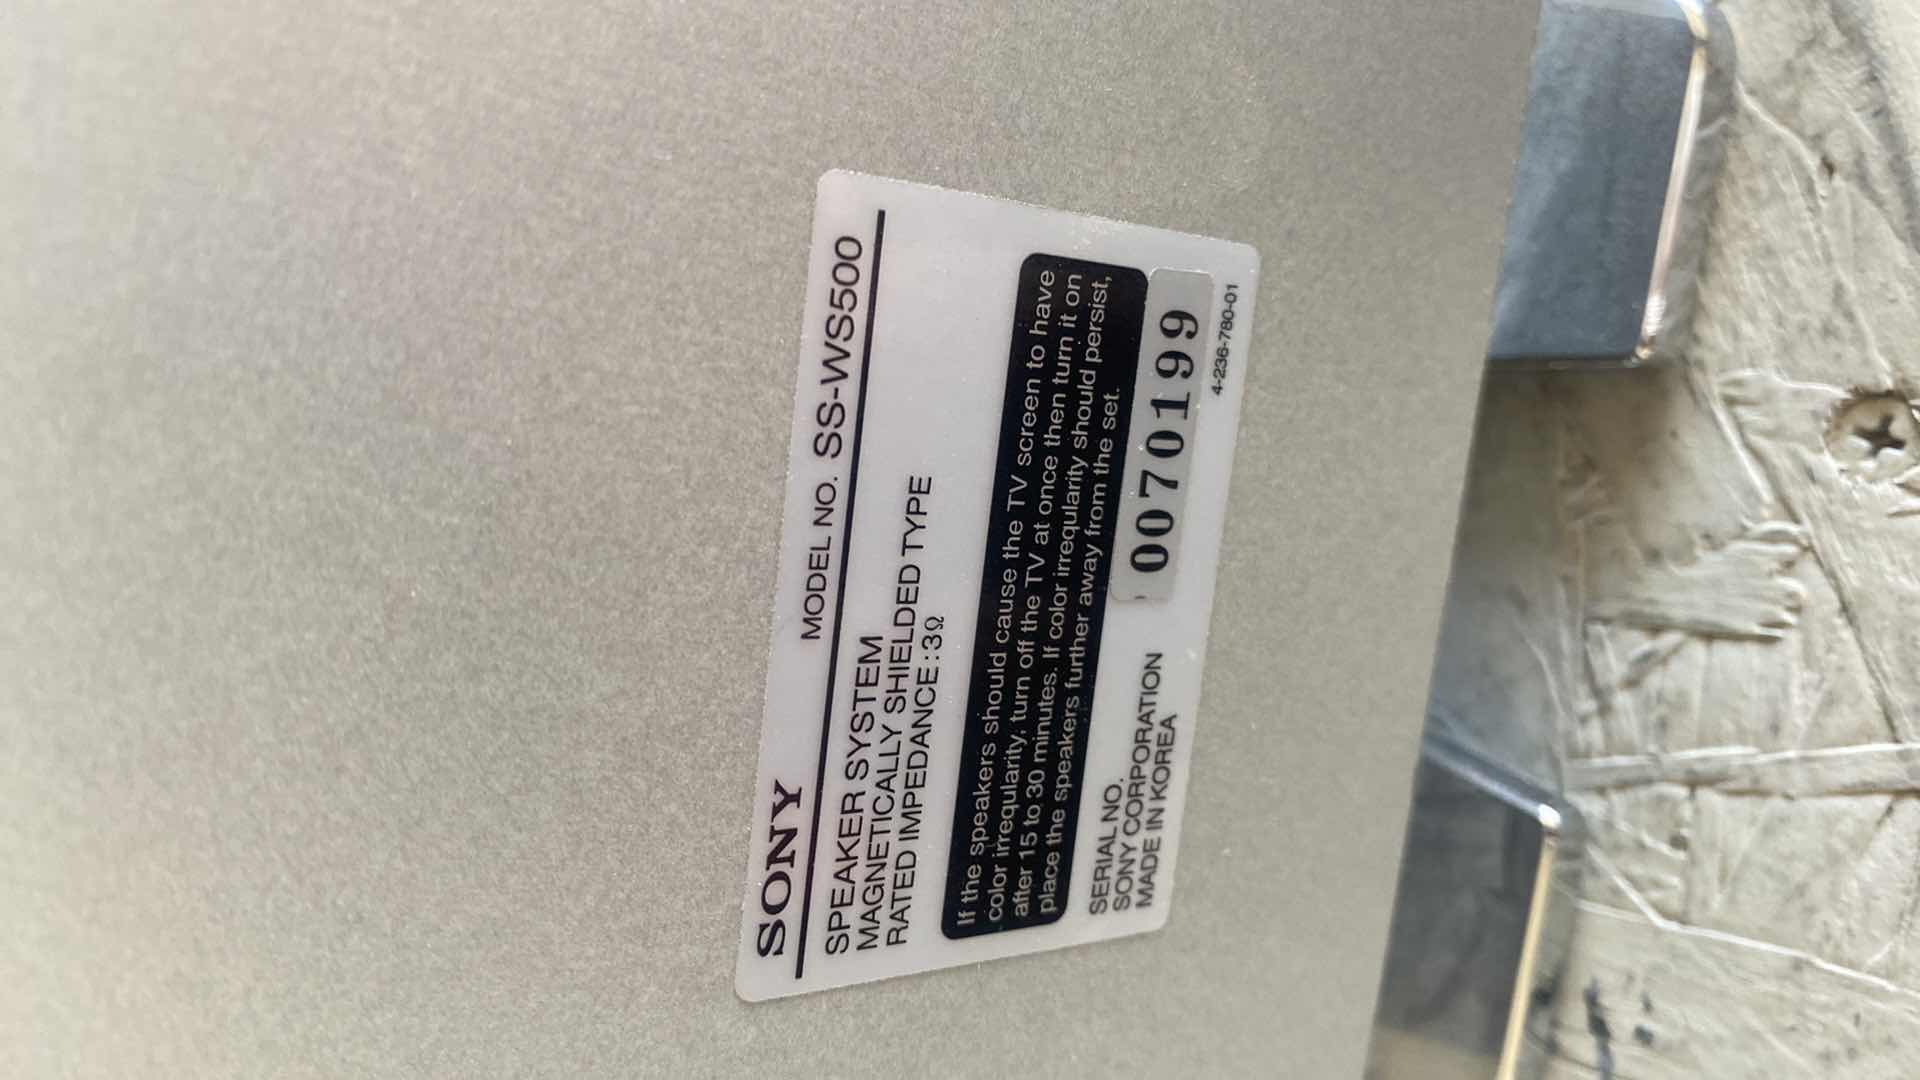 SONY MODEL NO. SS-WS500
SPEAKER SYSTEM
MAGNETICALLY SHIELDED TYPE
RATED IMPEDANCE:3Ω
If the speakers should cause the TV screen to have
color irregularity, turn off the TV at once then turn it on
after 15 to 30 minutes. If color irregularity should persist,
place the speakers further away from the set.
SERIAL NO. 0070199
SONY CORPORATION
MADE IN KOREA 4-236-780-01